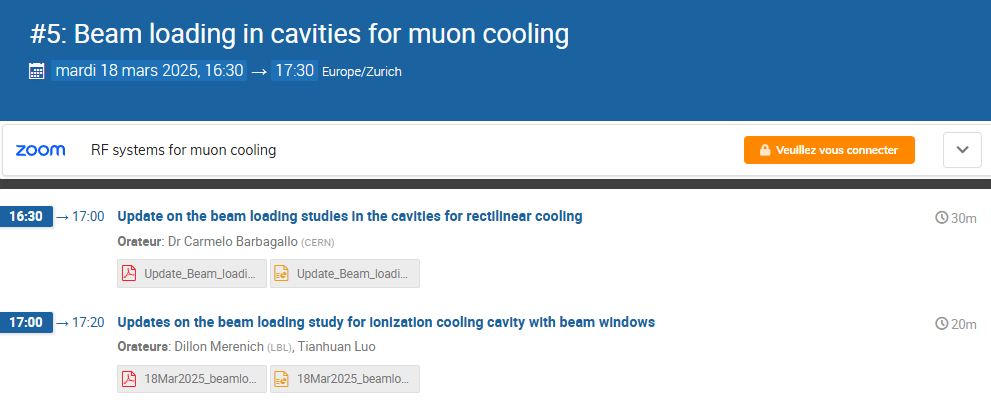 #5: Beam loading in cavities for muon cooling
mardi 18 mars 2025, 16:30 → 17:30 Europe/Zurich
zoom RF systems for muon cooling Veuillez vous connecter
16:30 → 17:00 Update on the beam loading studies in the cavities for rectilinear cooling 30m
Orateur: Dr Carmelo Barbagallo (CERN)
Update_Beam_loadi... Update_Beam_loadi...
17:00 → 17:20 Updates on the beam loading study for ionization cooling cavity with beam windows 20m
Orateurs: Dillon Merenich (LBL), Tianhuan Luo
18Mar2025_beamlo... 18Mar2025_beamlo...